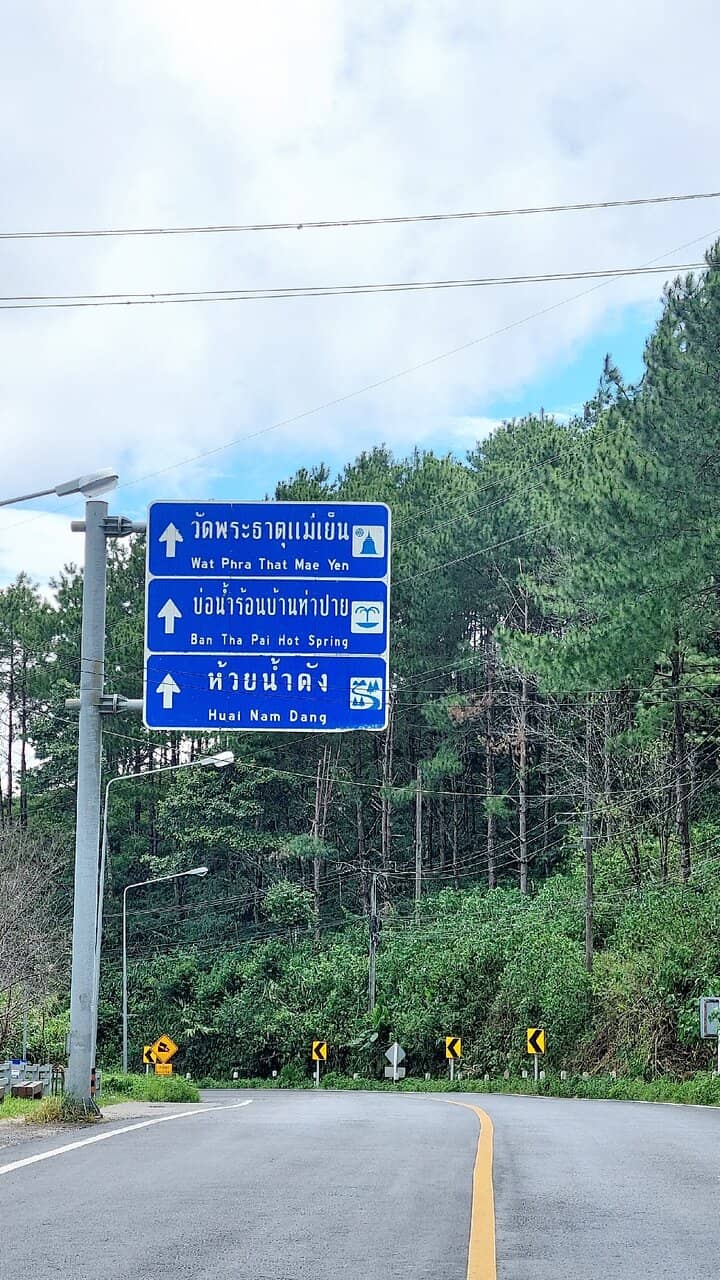 วัดพระธาตุแม่เย็น
Wat Phra That Mae Yen
บ่อน้ำร้อนบ้านท่าปาย
Ban Tha Pai Hot Spring
ห้วยน้ำดัง
Huai Nam Dang